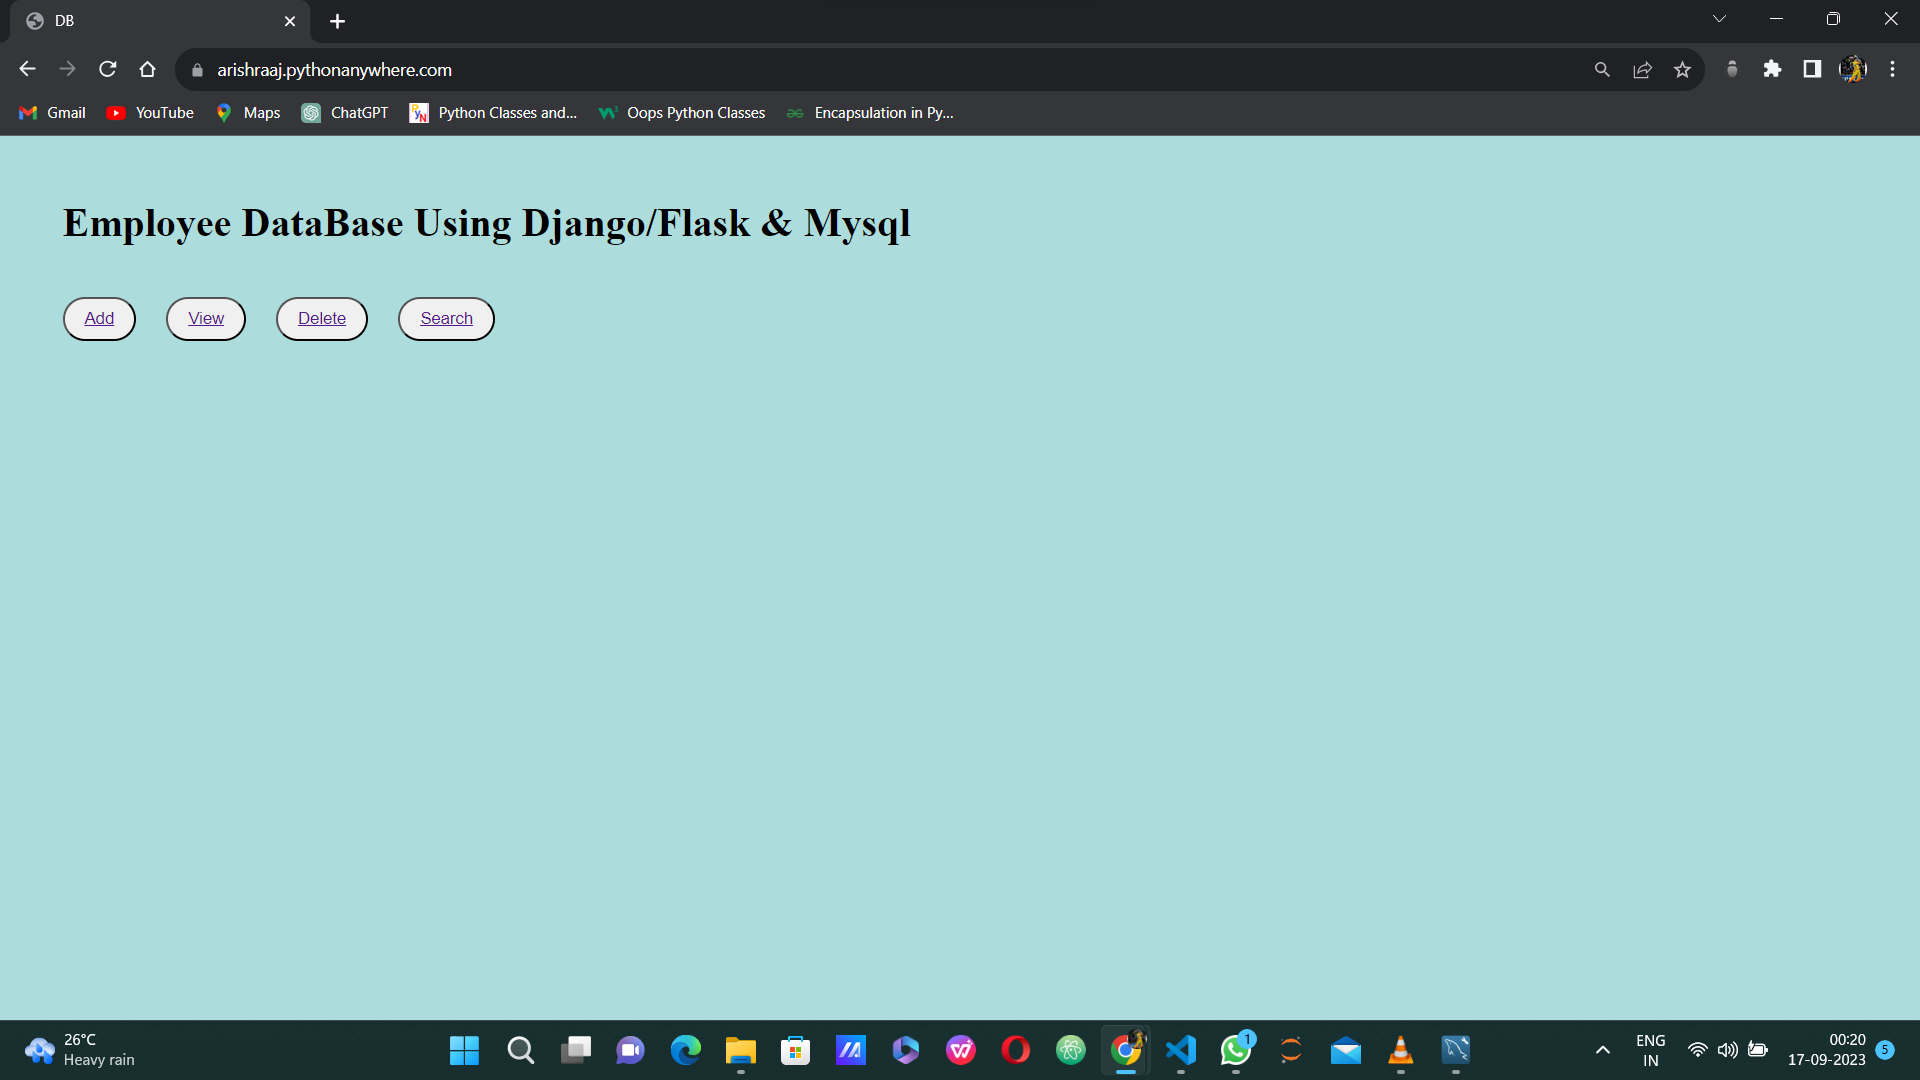 DB
arishraaj.pythonanywhere.com
Gmail YouTube Maps ChatGPT Python Classes and... Oops Python Classes Encapsulation in Py...
Employee DataBase Using Django/Flask & Mysql
Add View Delete Search
26°C
Heavy rain
1
ENG
IN
00:20
17-09-2023
5